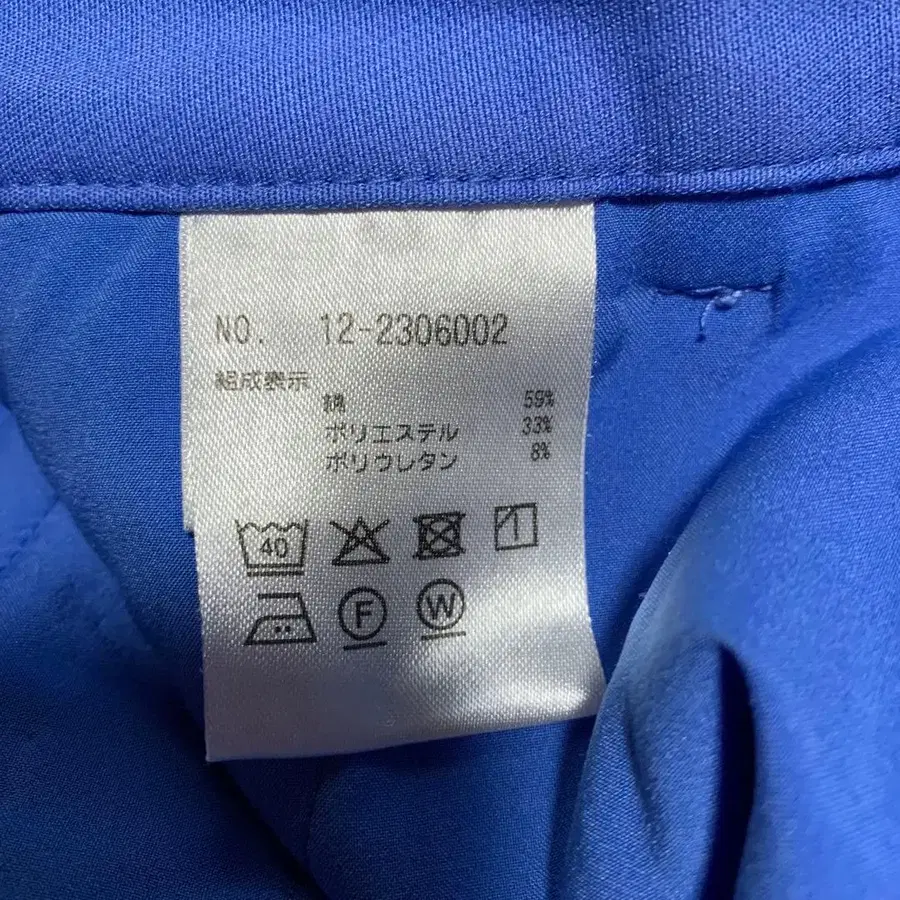 NO. 12-2306002
組成表示
綿 59%
ポリエステル 33%
ポリウレタン 8%
40
F W